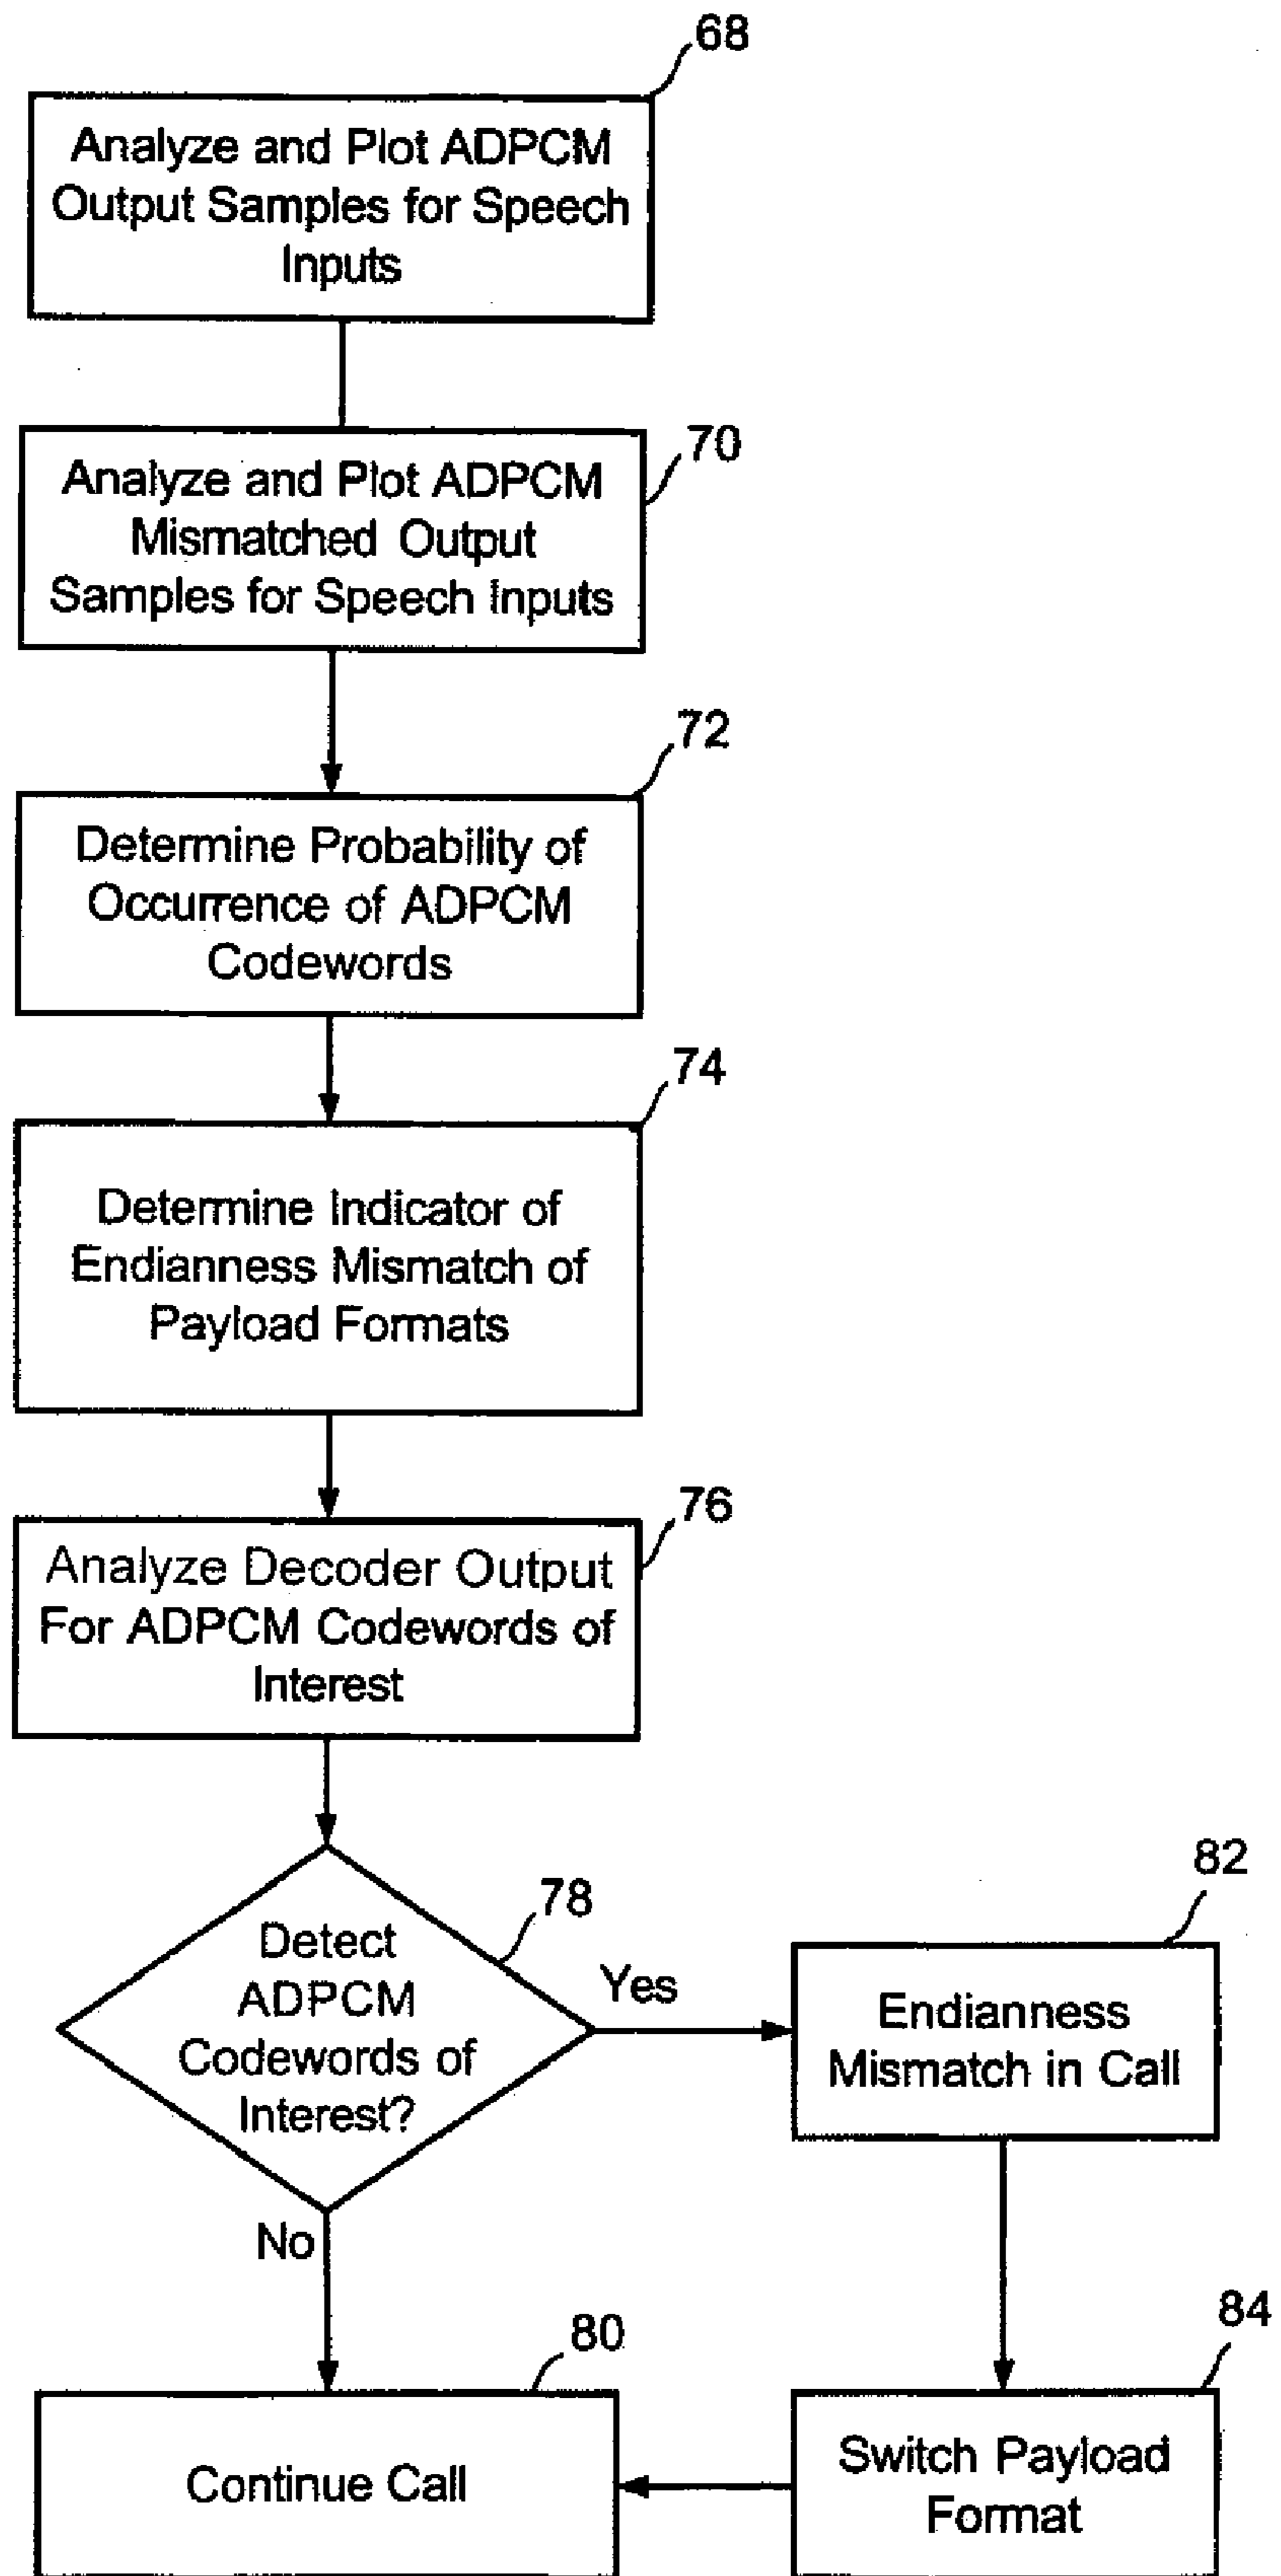 68
Analyze and Plot ADPCM
Output Samples for Speech
Inputs
70
Analyze and Plot ADPCM
Mismatched Output
Samples for Speech Inputs
72
Determine Probability of
Occurrence of ADPCM
Codewords
74
Determine Indicator of
Endianness Mismatch of
Payload Formats
76
Analyze Decoder Output
For ADPCM Codewords of
Interest
78
Detect
ADPCM
Codewords of
Interest?
Yes
82
Endianness
Mismatch in Call
No
80
Continue Call
84
Switch Payload
Format